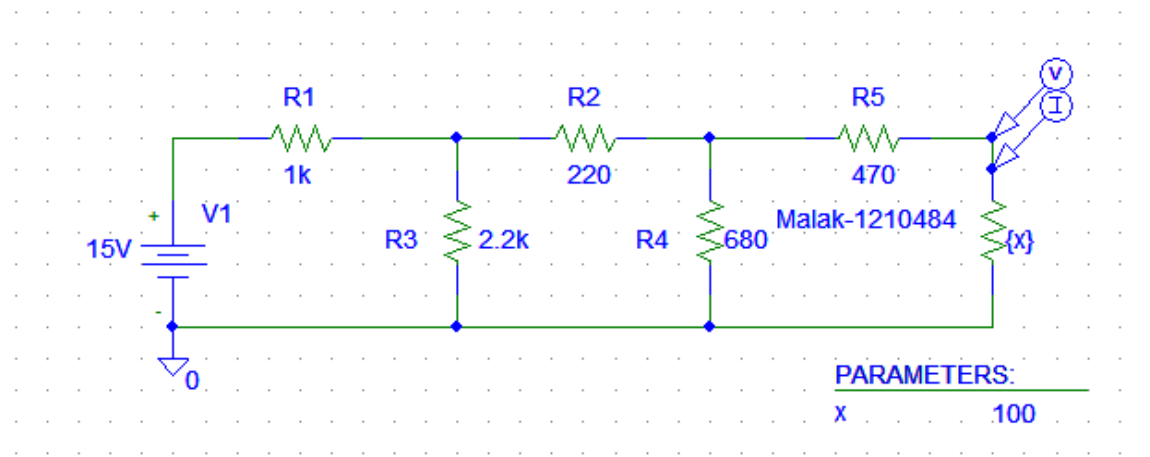 V
I
R1
R2
R5
1k
220
470
+
V1
15V
R3
2.2k
R4
680
Malak-1210484
{x}
-
0
PARAMETERS:
x 100